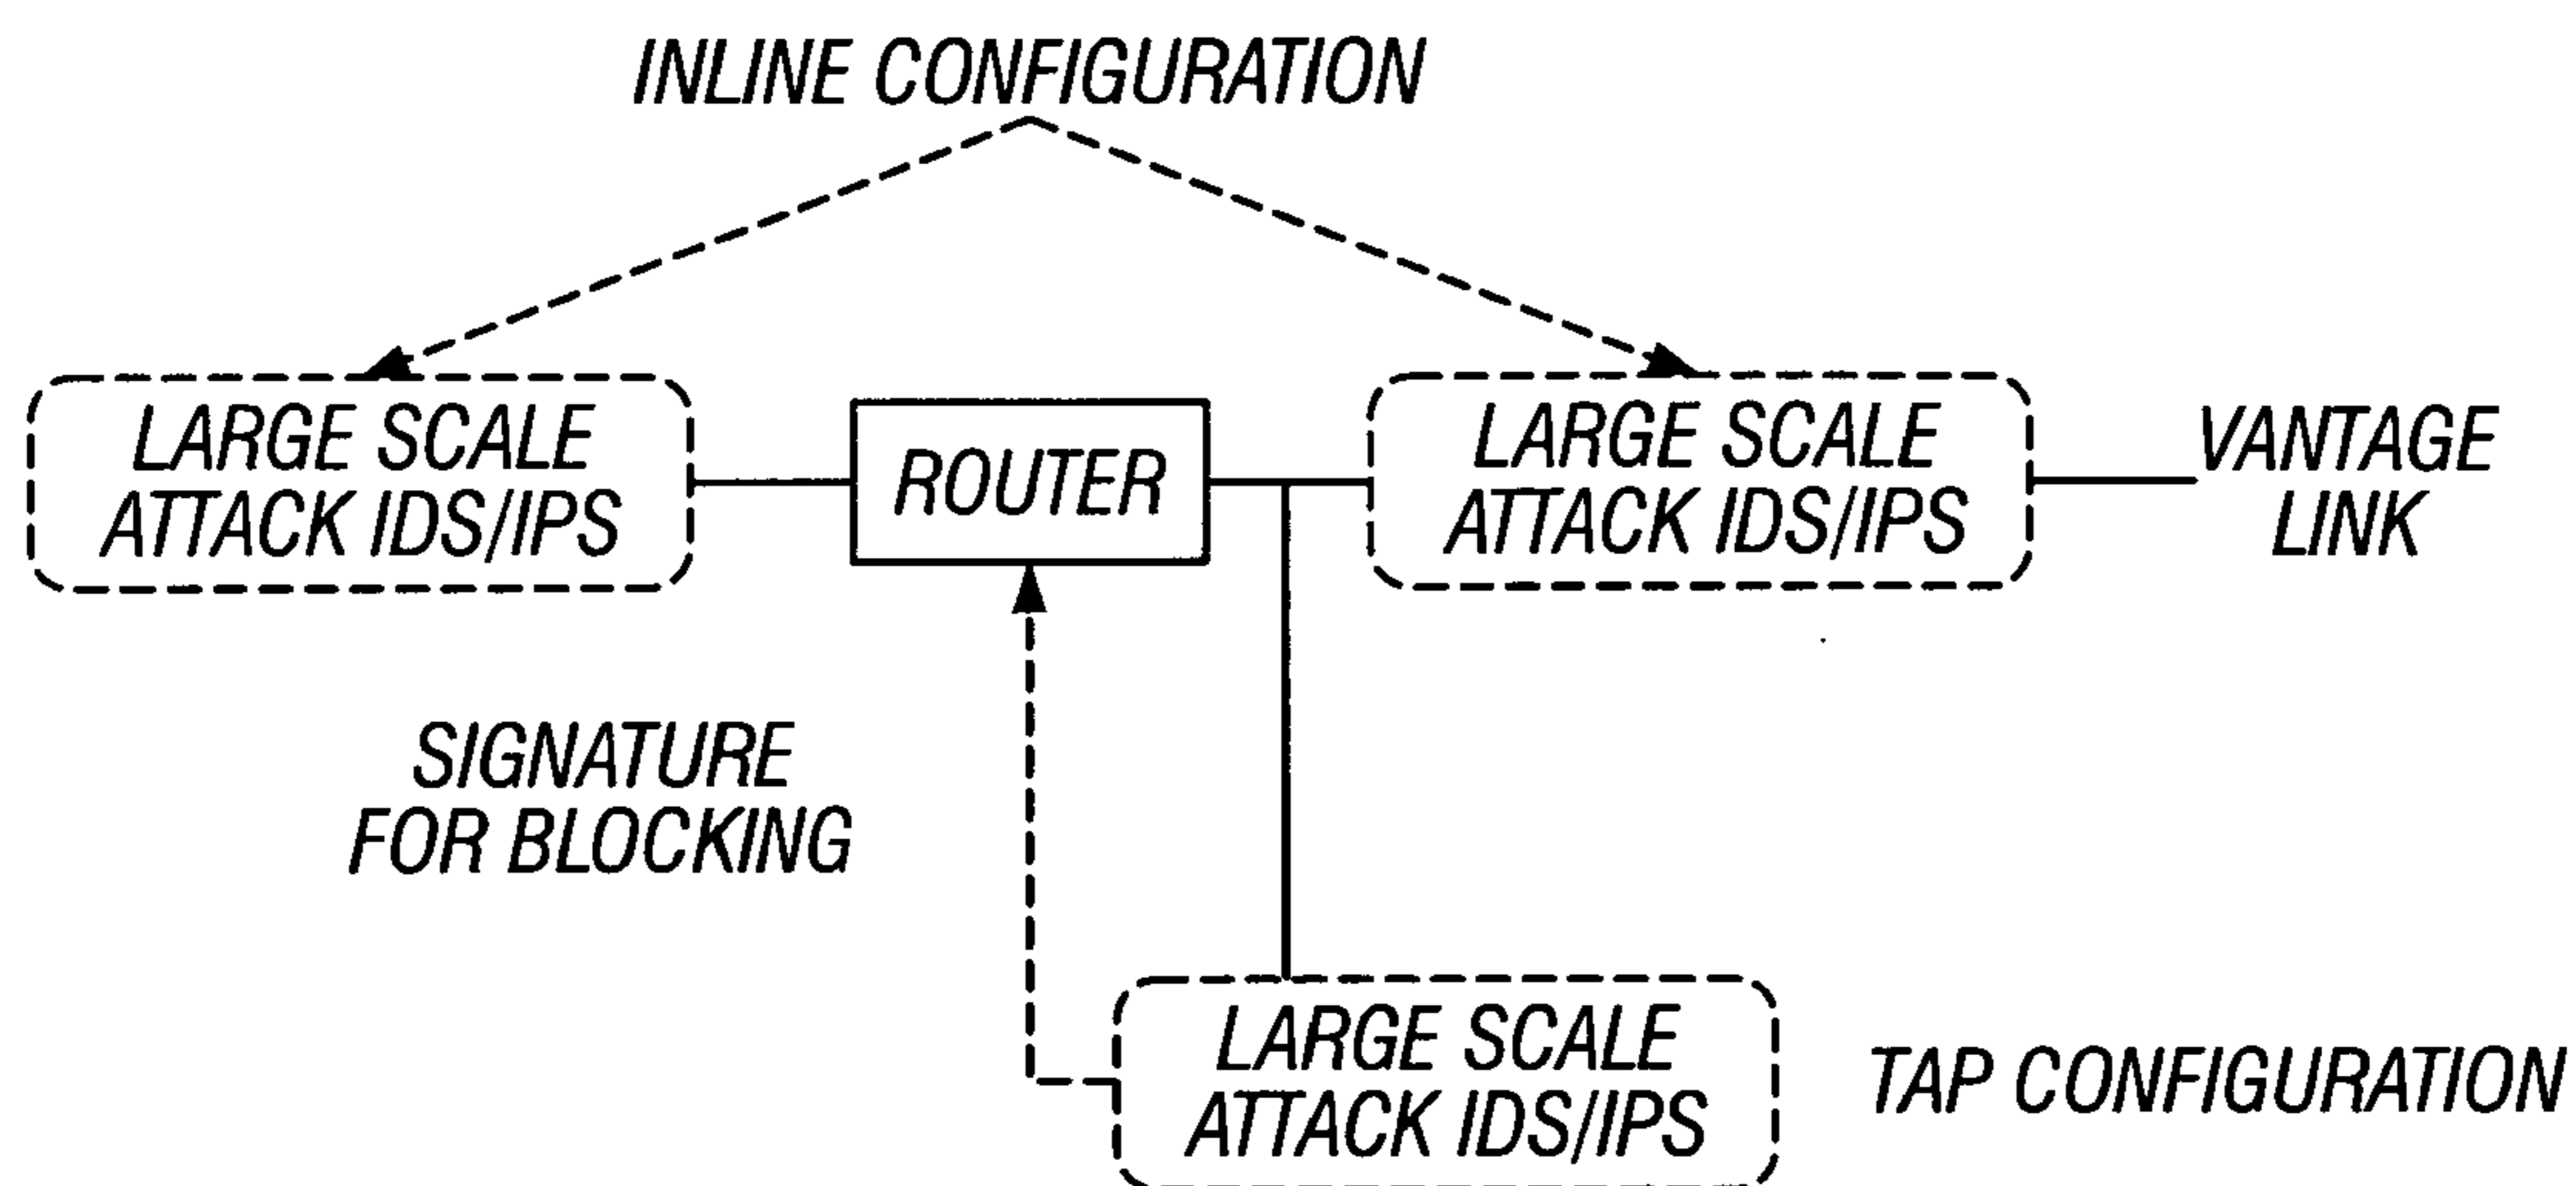 INLINE CONFIGURATION
LARGE SCALE
ATTACK IDS/IPS
ROUTER
LARGE SCALE
ATTACK IDS/IPS
VANTAGE
LINK
SIGNATURE
FOR BLOCKING
LARGE SCALE
ATTACK IDS/IPS
TAP CONFIGURATION